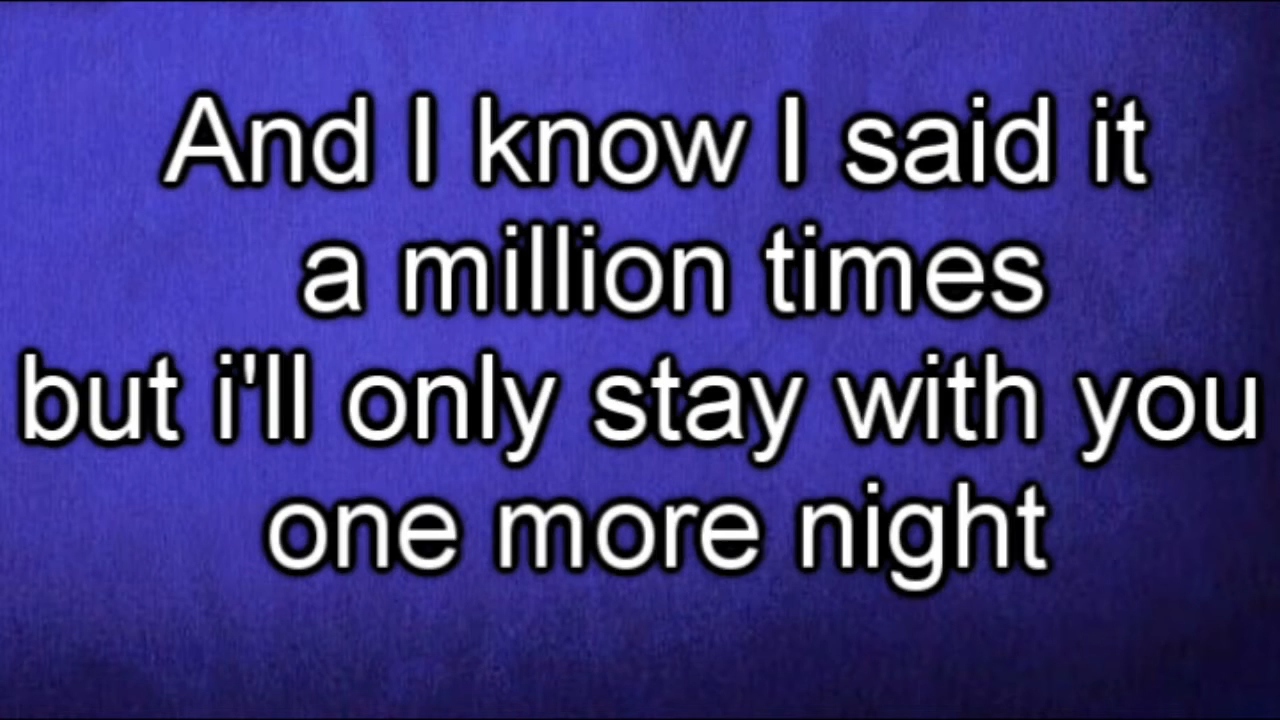 And I know I said it
a million times
but i'll only stay with you
one more night